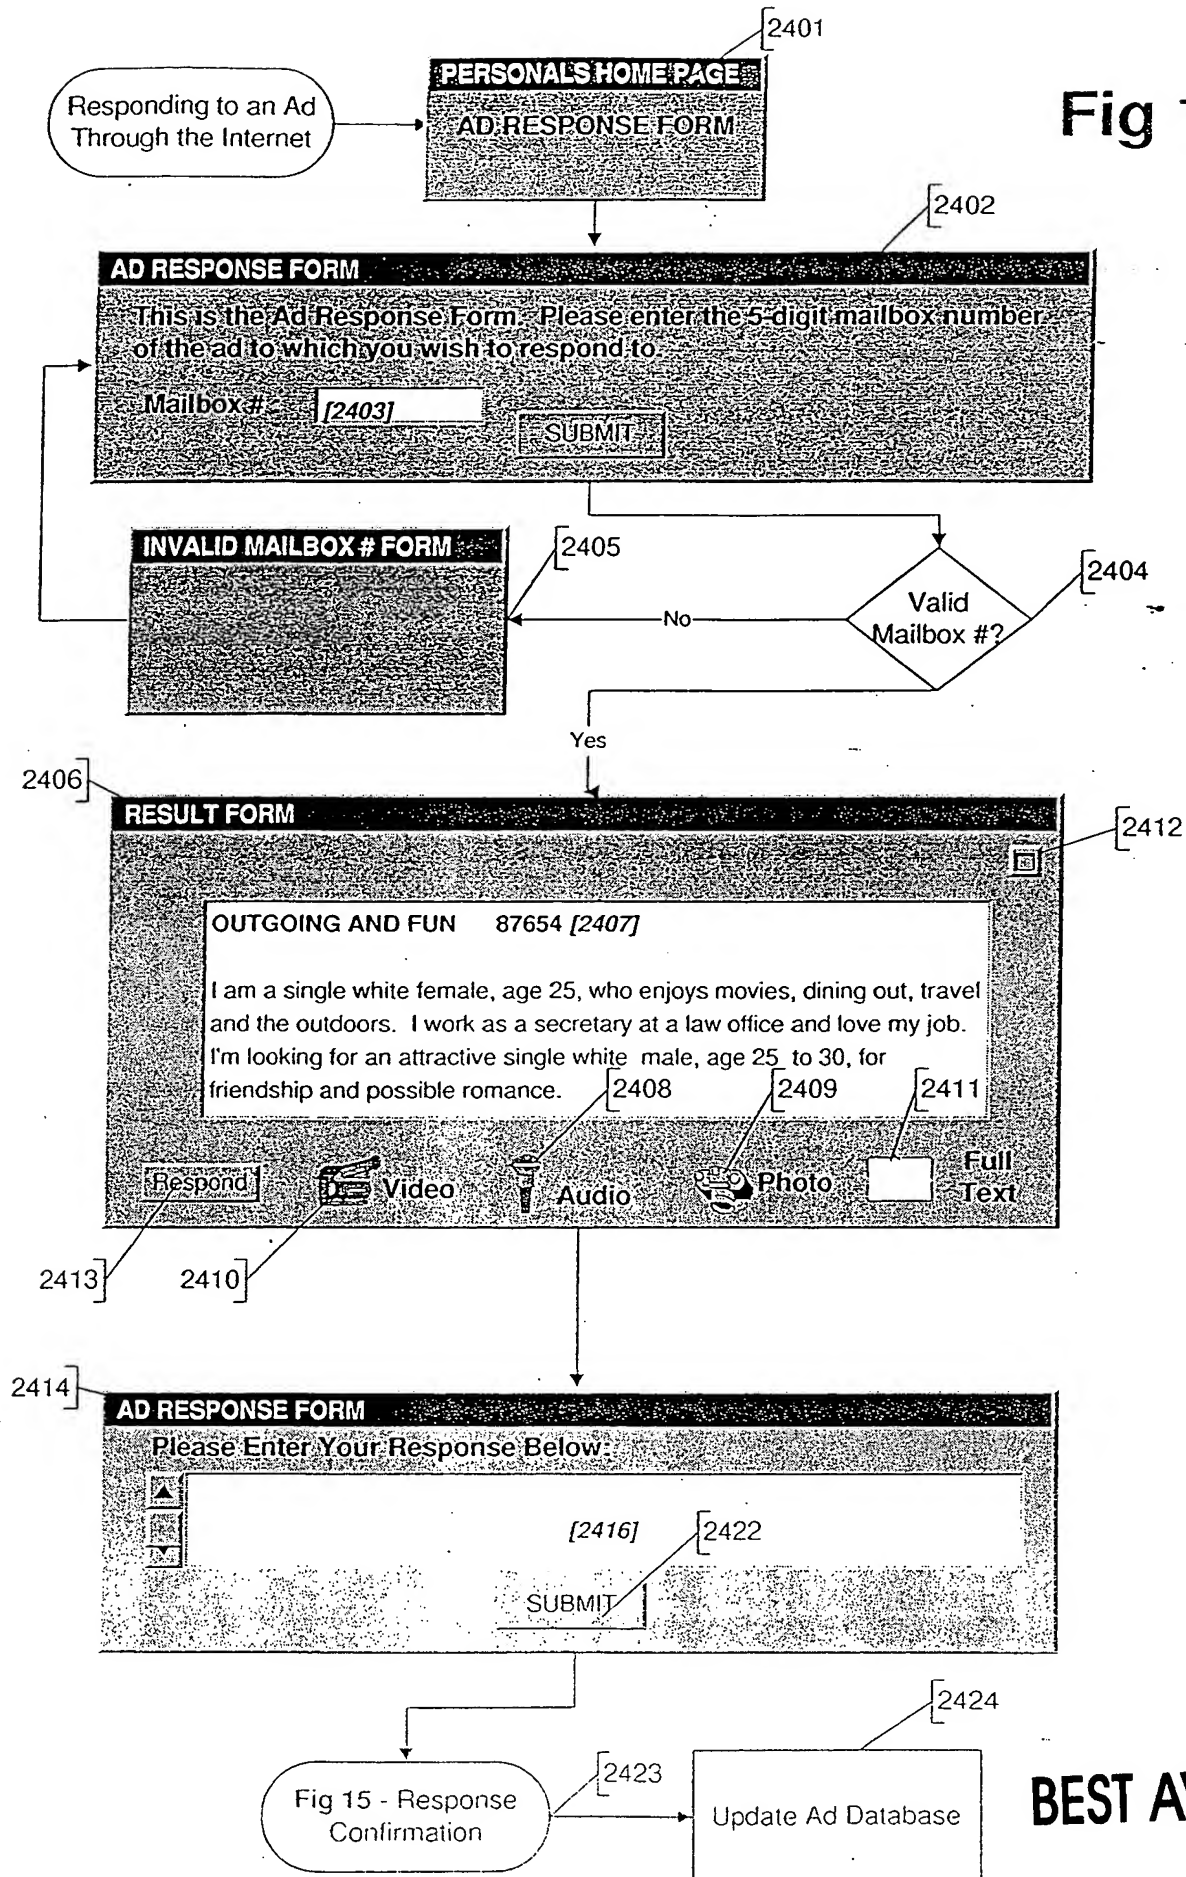 2401
PERSONALS HOME PAGE
Responding to an Ad
Through the Internet
AD RESPONSE FORM
Fig
2402
AD RESPONSE FORM
This is the Ad Response Form. Please enter the 5-digit mailbox number
of the ad to which you wish to respond to.
Mailbox #: [2403]
SUBMIT
INVALID MAILBOX # FORM
2405
2404
Valid
Mailbox #?
No
Yes
2406
RESULT FORM
2412
OUTGOING AND FUN 87654 [2407]
I am a single white female, age 25, who enjoys movies, dining out, travel
and the outdoors. I work as a secretary at a law office and love my job.
I'm looking for an attractive single white male, age 25 to 30, for
friendship and possible romance.
2408
2409
2411
Respond
Video
Audio
Photo
Full
Text
2413
2410
2414
AD RESPONSE FORM
Please Enter Your Response Below:
[2416]
2422
SUBMIT
2424
2423
Fig 15 - Response
Confirmation
Update Ad Database
BEST